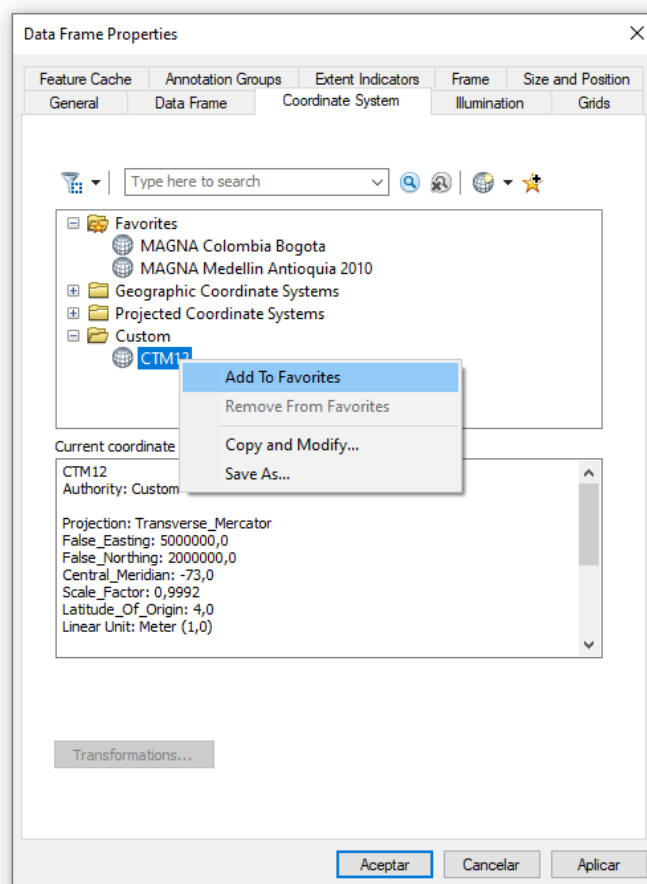 Data Frame Properties
Feature Cache Annotation Groups Extent Indicators Frame Size and Position
General Data Frame Coordinate System Illumination Grids
Type here to search
Favorites
MAGNA Colombia Bogota
MAGNA Medellin Antioquia 2010
Geographic Coordinate Systems
Projected Coordinate Systems
Custom
CTM12
Add To Favorites
Remove From Favorites
Copy and Modify...
Save As...
Current coordinate
CTM12
Authority: Custom
Projection: Transverse_Mercator
False_Easting: 5000000,0
False_Northing: 2000000,0
Central_Meridian: -73,0
Scale_Factor: 0,9992
Latitude_Of_Origin: 4,0
Linear Unit: Meter (1,0)
Transformations...
Aceptar Cancelar Aplicar